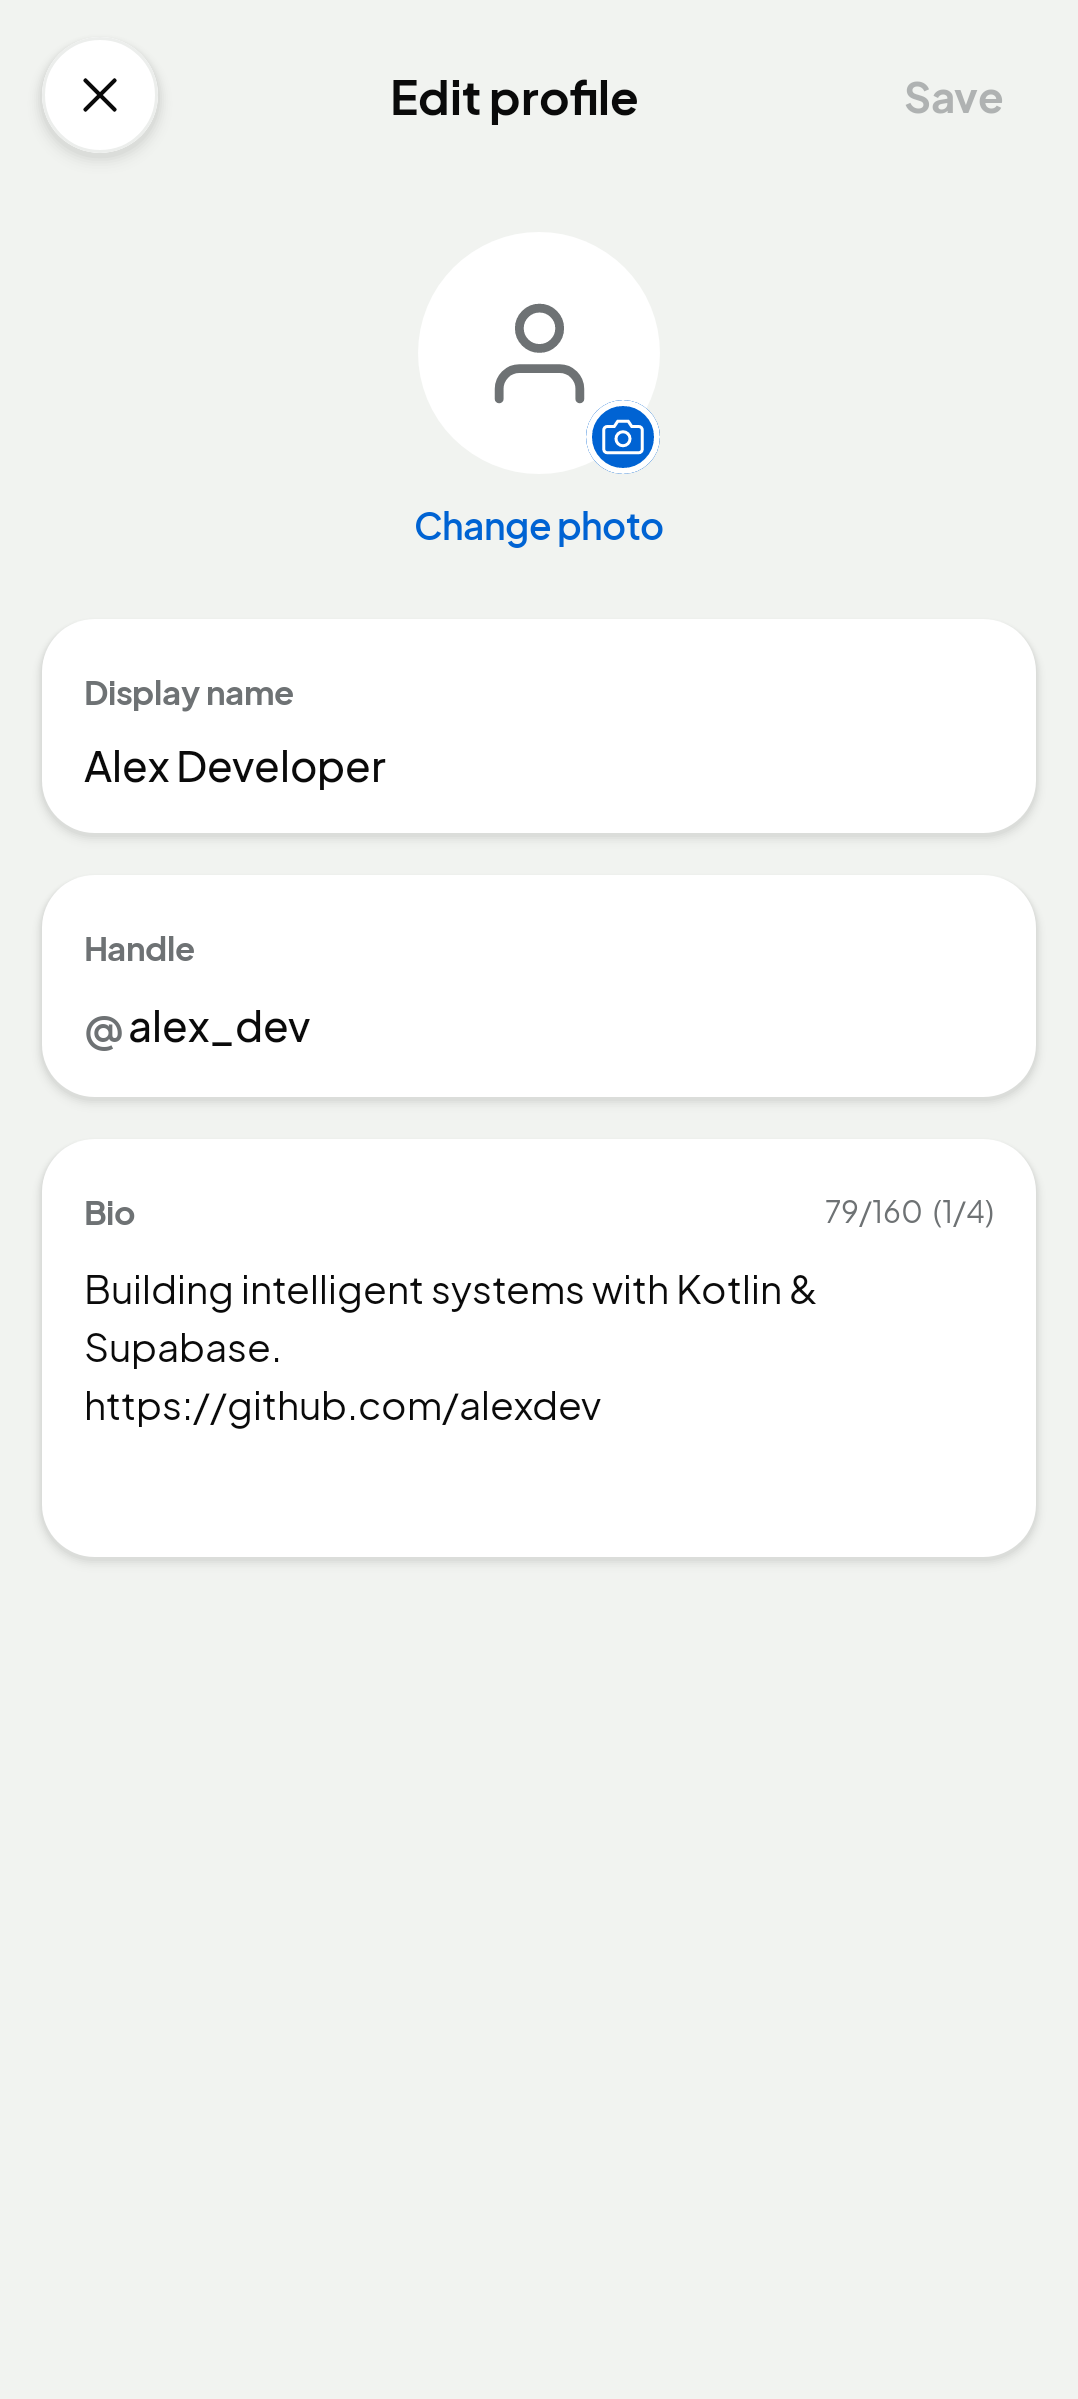 Edit profile
Save
Change photo
Display name
Alex Developer
Handle
@alex_dev
Bio
79/160 (1/4)
Building intelligent systems with Kotlin &
Supabase.
https://github.com/alexdev